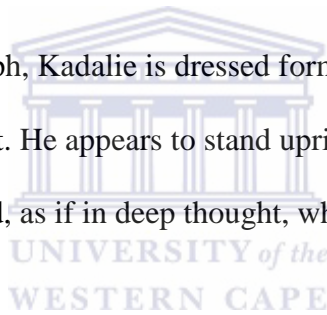 ph, Kadalie is dressed form
t. He appears to stand upri
d, as if in deep thought, wh
UNIVERSITY of the
WESTERN CAPE